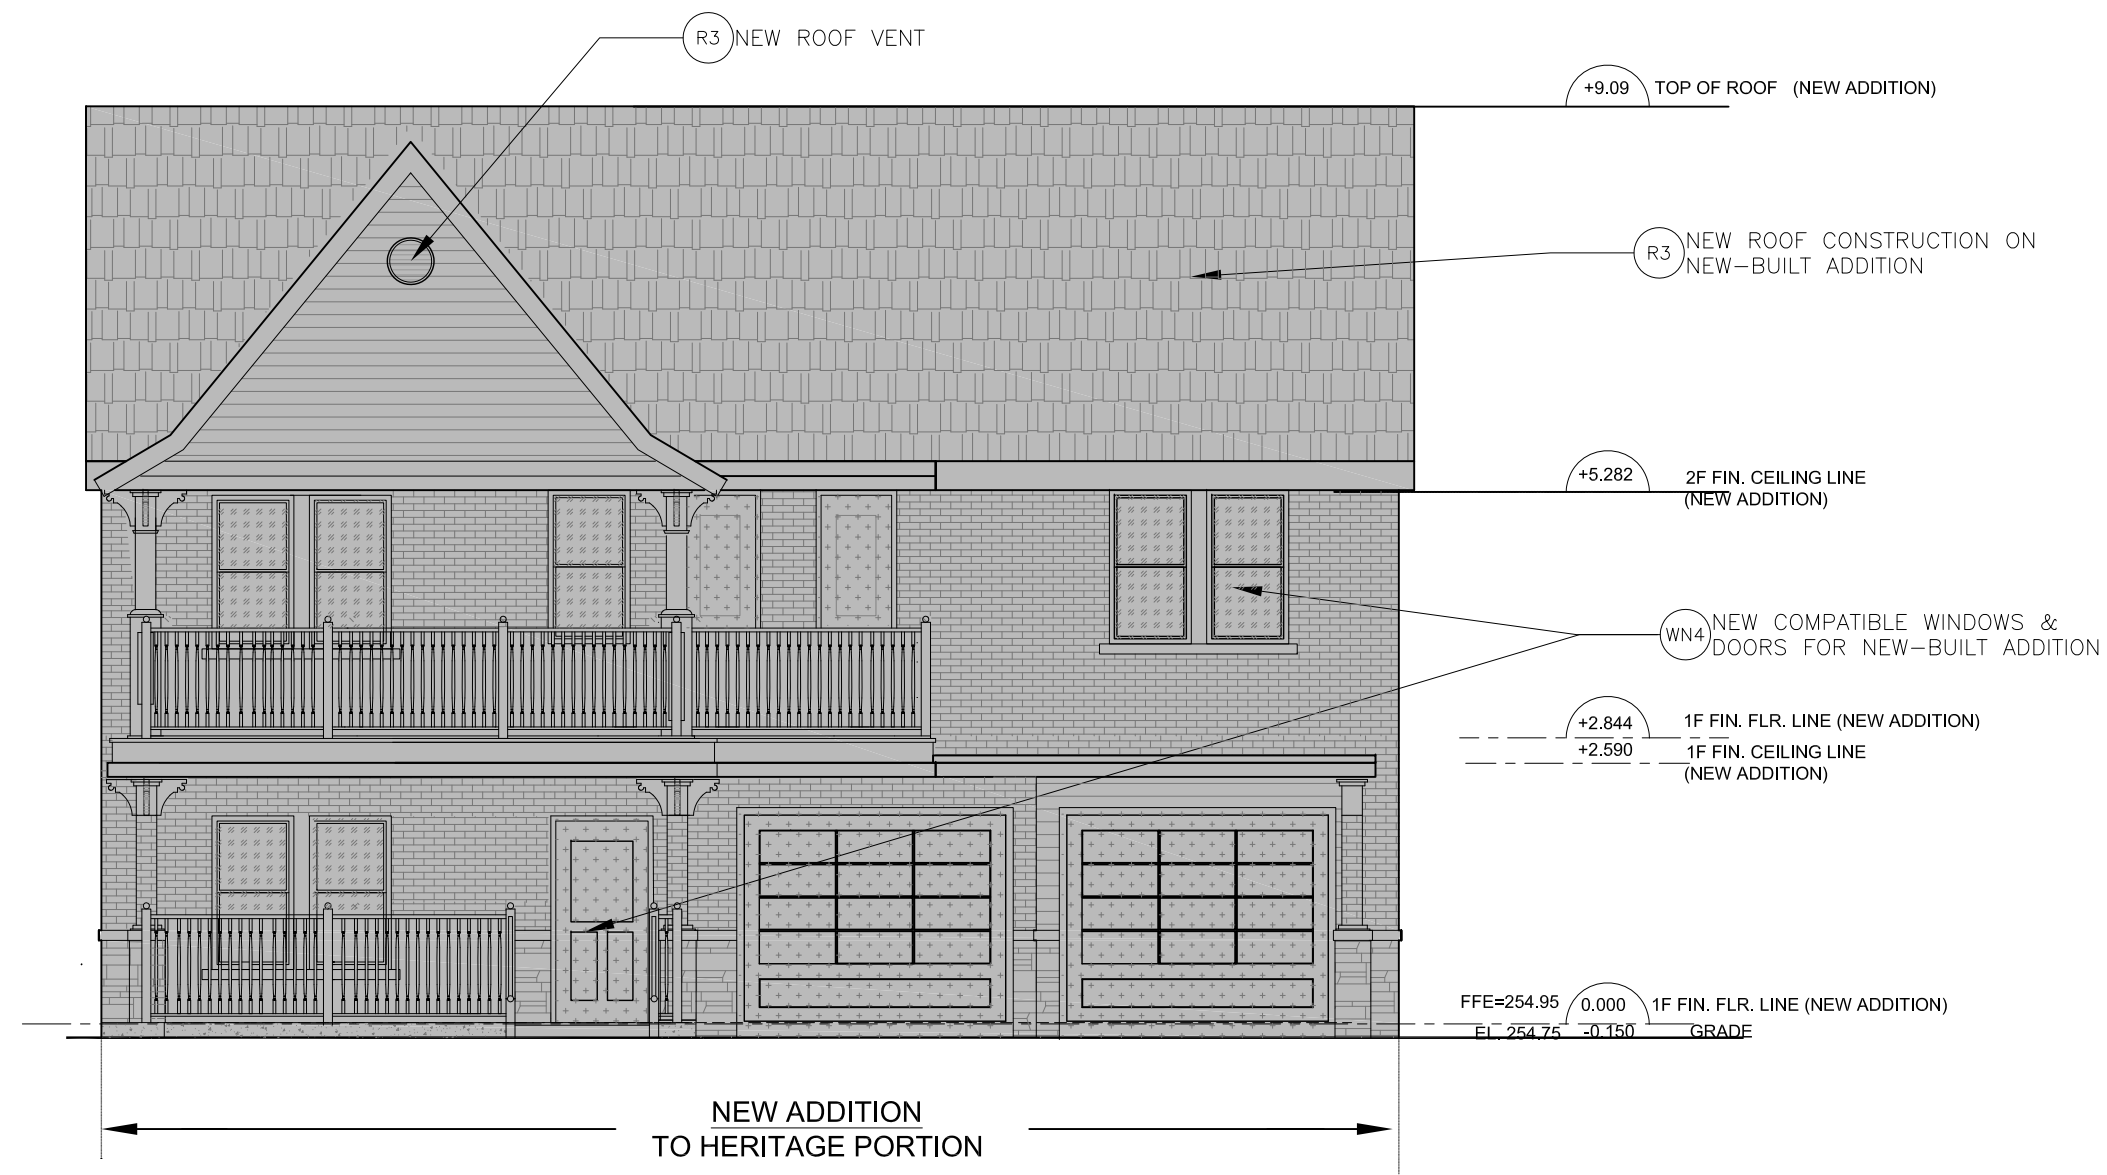 R3 NEW ROOF VENT
+9.09 TOP OF ROOF (NEW ADDITION)
R3 NEW ROOF CONSTRUCTION ON
NEW-BUILT ADDITION
+5.282 2F FIN. CEILING LINE
(NEW ADDITION)
WN4 NEW COMPATIBLE WINDOWS &
DOORS FOR NEW-BUILT ADDITION
+2.844 1F FIN. FLR. LINE (NEW ADDITION)
+2.590 1F FIN. CEILING LINE
(NEW ADDITION)
FFE=254.95 0.000 1F FIN. FLR. LINE (NEW ADDITION)
EL. 254.75 -0.150 GRADE
NEW ADDITION
TO HERITAGE PORTION